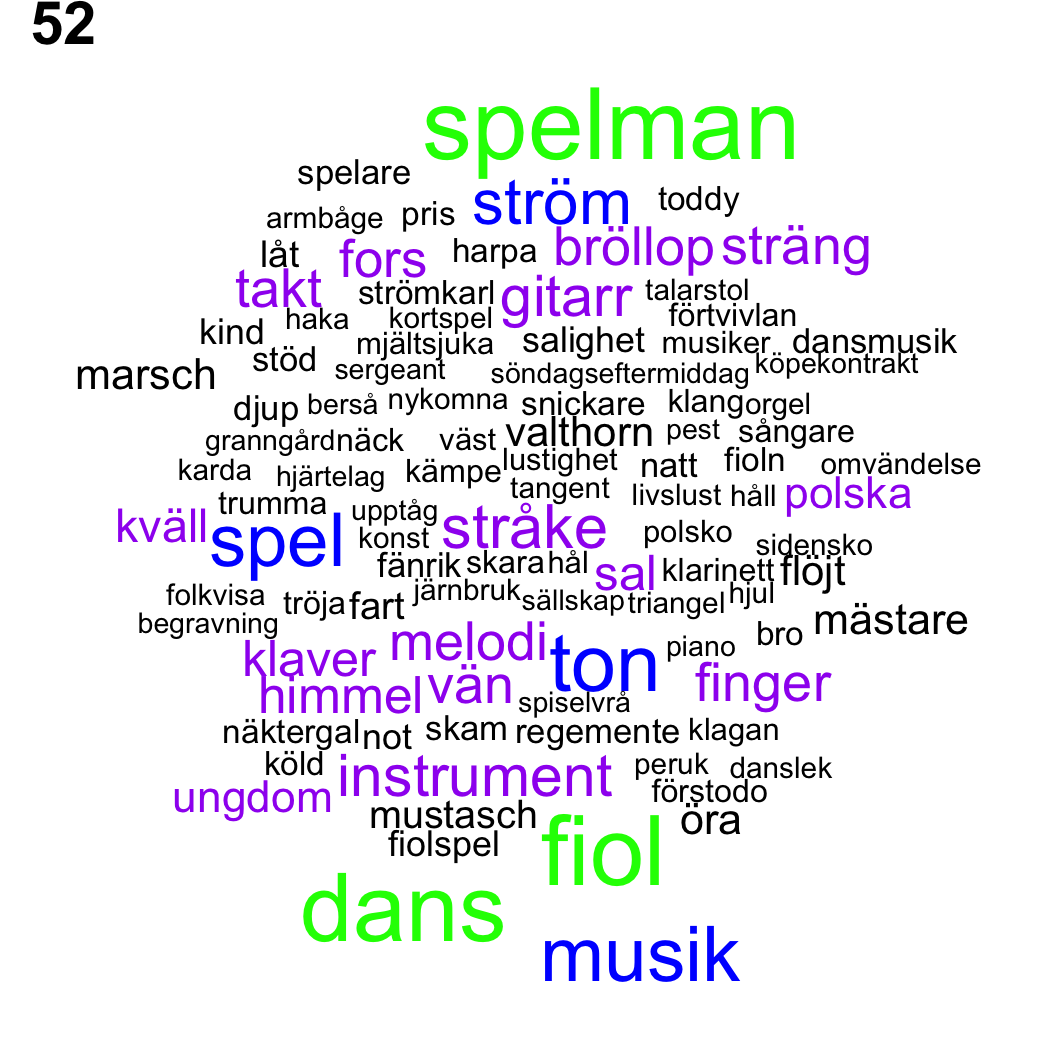 52
spelman
spelare
ström toddy
armbåge pris
låt fors harpa bröllop sträng
takt strömkarl gitarr talarstol
kind haka kortspel förtvivlan
mjältsjuka salighet musiker dansmusik
marsch stöd sergeant söndagseftermiddag köpekontrakt
djup berså nykomna snickare klang orgel
granngård näck väst valthorn pest sångare
karda hjärtelag kämpe lustighet natt fioln omvändelse
trumma tangent livslust håll polska
kväll spel upptåg stråke
konst polsko sidensko
fänrik skara hål sal klarinett flöjt
folkvisa tröja fart järnbruk sällskap triangel hjul
begravning mästare
klaver melodi ton piano bro
himmel vän finger
spiselvrå
näktergal not skam regemente klagan
köld instrument peruk danslek
ungdom förstodo
mustasch öra
fiolspel fiol
dans
musik